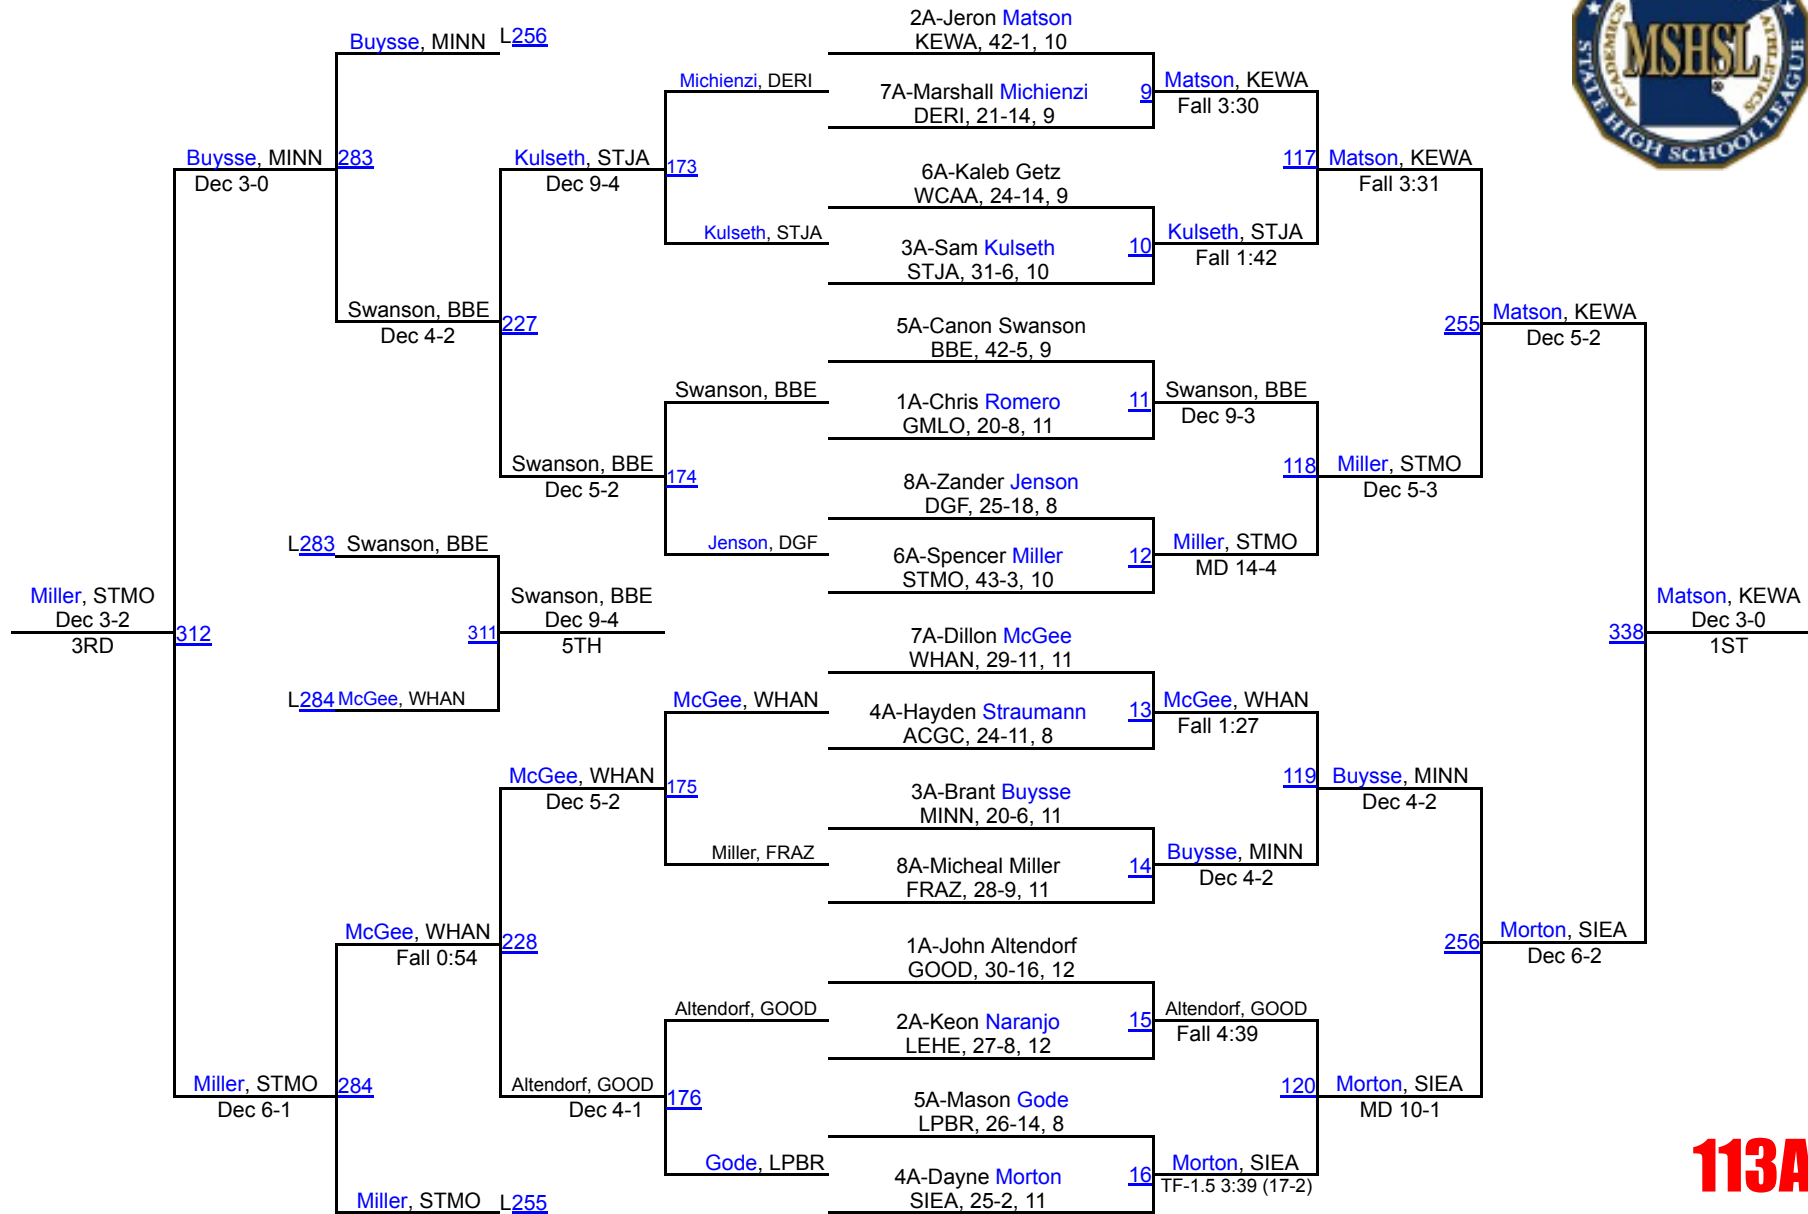 2A-Jeron Matson
KEWA, 42-1, 10
7A-Marshall Michienzi
DERI, 21-14, 9
6A-Kaleb Getz
WCAA, 24-14, 9
3A-Sam Kulseth
STJA, 31-6, 10
5A-Canon Swanson
BBE, 42-5, 9
1A-Chris Romero
GMLO, 20-8, 11
8A-Zander Jenson
DGF, 25-18, 8
6A-Spencer Miller
STMO, 43-3, 10
7A-Dillon McGee
WHAN, 29-11, 11
4A-Hayden Straumann
ACGC, 24-11, 8
3A-Brant Buysse
MINN, 20-6, 11
8A-Micheal Miller
FRAZ, 28-9, 11
1A-John Altendorf
GOOD, 30-16, 12
2A-Keon Naranjo
LEHE, 27-8, 12
5A-Mason Gode
LPBR, 26-14, 8
4A-Dayne Morton
SIEA, 25-2, 11
9
Matson, KEWA
Fall 3:30
10
Kulseth, STJA
Fall 1:42
11
Swanson, BBE
Dec 9-3
12
Miller, STMO
MD 14-4
13
McGee, WHAN
Fall 1:27
14
Buysse, MINN
Dec 4-2
15
Altendorf, GOOD
Fall 4:39
16
Morton, SIEA
TF-1.5 3:39 (17-2)
117
Matson, KEWA
Fall 3:31
118
Miller, STMO
Dec 5-3
119
Buysse, MINN
Dec 4-2
120
Morton, SIEA
MD 10-1
255
Matson, KEWA
Dec 5-2
256
Morton, SIEA
Dec 6-2
338
Matson, KEWA
Dec 3-0
1ST
Michienzi, DERI
Kulseth, STJA
Swanson, BBE
Jenson, DGF
McGee, WHAN
Miller, FRAZ
Altendorf, GOOD
Gode, LPBR
173
Kulseth, STJA
Dec 9-4
174
Swanson, BBE
Dec 5-2
175
McGee, WHAN
Dec 5-2
176
Altendorf, GOOD
Dec 4-1
227
Swanson, BBE
Dec 4-2
228
McGee, WHAN
Fall 0:54
Buysse, MINN L256
283
Buysse, MINN
Dec 3-0
Miller, STMO L255
284
Miller, STMO
Dec 6-1
L283 Swanson, BBE
L284 McGee, WHAN
311
Swanson, BBE
Dec 9-4
5TH
312
Miller, STMO
Dec 3-2
3RD
MSHSL
ACADEMICS
ATHLETICS
STATE HIGH SCHOOL LEAGUE
113A